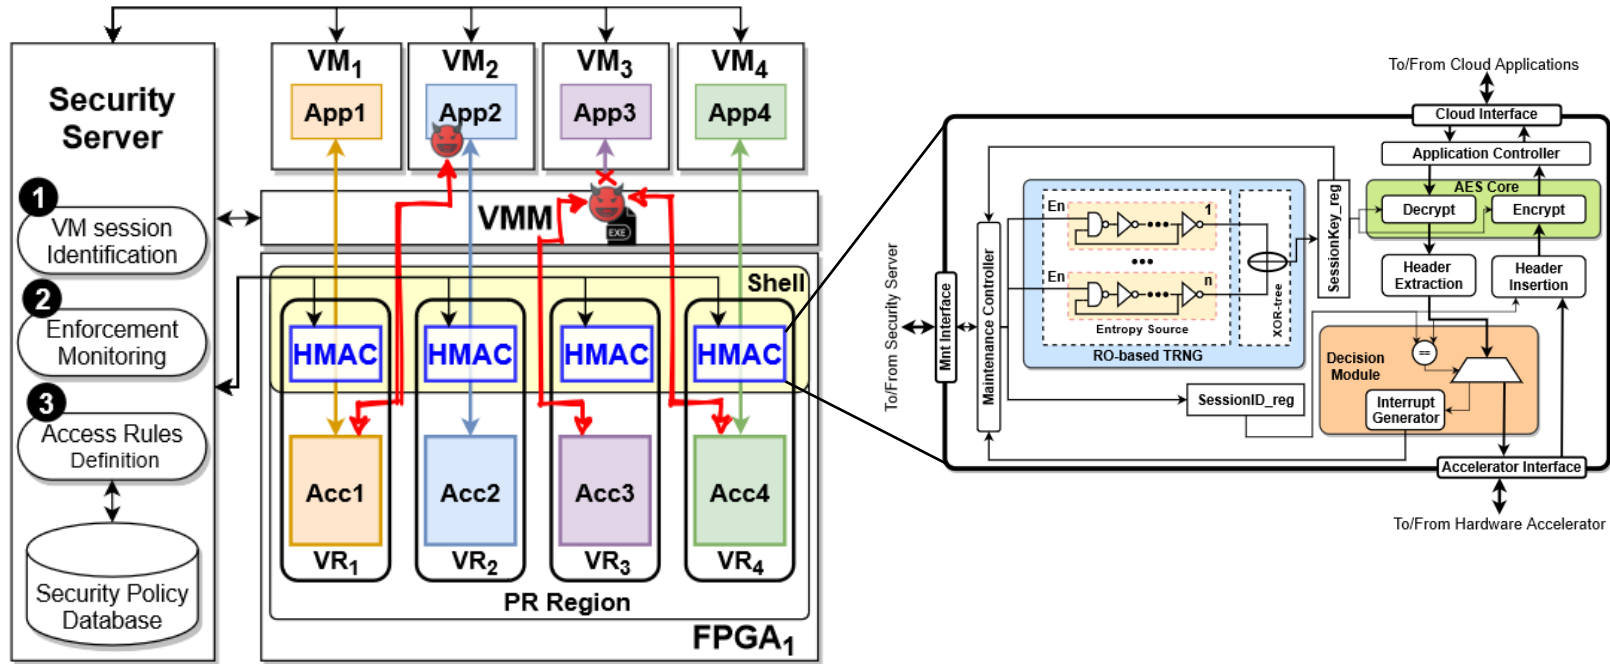 Security
Server
1
VM session
Identification
2
Enforcement
Monitoring
3
Access Rules
Definition
Security Policy
Database
VM1
App1
VM2
App2
VM3
App3
VM4
App4
VMM
EXE
Shell
HMAC
HMAC
HMAC
HMAC
Acc1
Acc2
Acc3
Acc4
VR1
VR2
VR3
VR4
PR Region
FPGA1
To/From Cloud Applications
Cloud Interface
Application Controller
AES Core
Decrypt
Encrypt
Header
Extraction
Header
Insertion
SessionKey_reg
En
1
En
n
Entropy Source
XOR-tree
RO-based TRNG
To/From Security Server
Mnt Interface
Maintenance Controller
SessionID_reg
Decision
Module
==
Interrupt
Generator
Accelerator Interface
To/From Hardware Accelerator